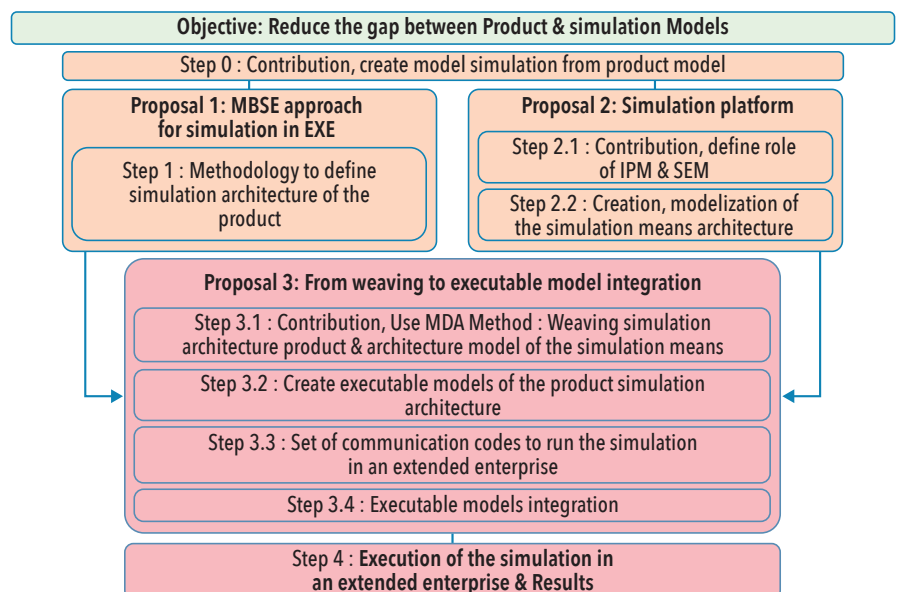 Objective: Reduce the gap between Product & simulation Models
Step 0 : Contribution, create model simulation from product model
Proposal 1: MBSE approach
for simulation in EXE
Step 1 : Methodology to define
simulation architecture of the
product
Proposal 2: Simulation platform
Step 2.1 : Contribution, define role
of IPM & SEM
Step 2.2 : Creation, modelization of
the simulation means architecture
Proposal 3: From weaving to executable model integration
Step 3.1 : Contribution, Use MDA Method : Weaving simulation
architecture product & architecture model of the simulation means
Step 3.2 : Create executable models of the product simulation
architecture
Step 3.3 : Set of communication codes to run the simulation
in an extended enterprise
Step 3.4 : Executable models integration
Step 4 : Execution of the simulation in
an extended enterprise & Results